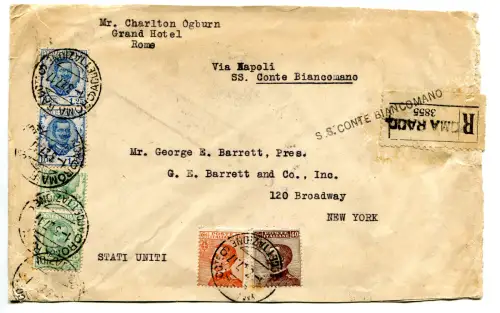 Mr. Charlton Ogburn
Grand Hotel
Rome
Via Napoli
SS. Conte Biancomano
S.S. CONTE BIANCOMANO
R
ROMA RACC
3855
Mr. George E. Barrett, Pres.
G. E. Barrett and Co., Inc.
120 Broadway
NEW YORK
STATI UNITI